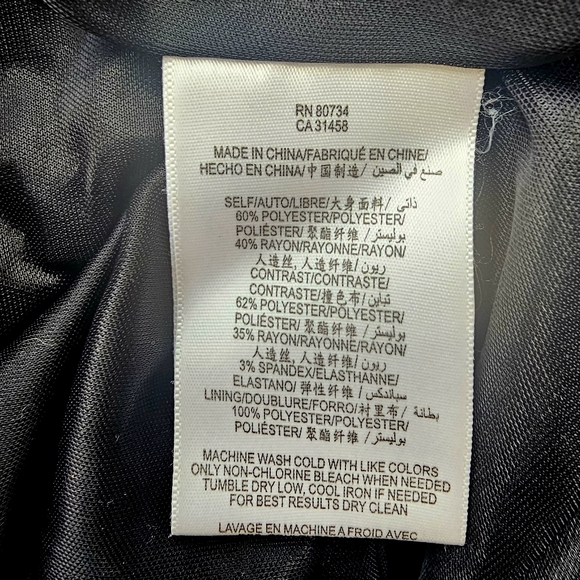 RN 80734
CA 31458
MADE IN CHINA/FABRIQUÉ EN CHINE/
HECHO EN CHINA/中国制造/ صنع في الصين
SELF/AUTO/LIBRE/大身面料/ ذاتي
60% POLYESTER/POLYESTER/
POLIÉSTER/ 聚酯纤维 /بوليستر
40% RAYON/RAYONNE/RAYON/
人造丝, 人造纤维/ ريون
CONTRAST/CONTRASTE/
CONTRASTE/撞色布/ تباين
62% POLYESTER/POLYESTER/
POLIÉSTER/ 聚酯纤维 /بوليستر
35% RAYON/RAYONNE/RAYON/
人造丝, 人造纤维/ ريون
3% SPANDEX/ELASTHANNE/
ELASTANO/ 弹性纤维 / سباندكس
LINING/DOUBLURE/FORRO/衬里布/ بطانة
100% POLYESTER/POLYESTER/
POLIÉSTER/ 聚酯纤维 /بوليستر
MACHINE WASH COLD WITH LIKE COLORS
ONLY NON-CHLORINE BLEACH WHEN NEEDED
TUMBLE DRY LOW, COOL IRON IF NEEDED
FOR BEST RESULTS DRY CLEAN
LAVAGE EN MACHINE A FROID AVEC